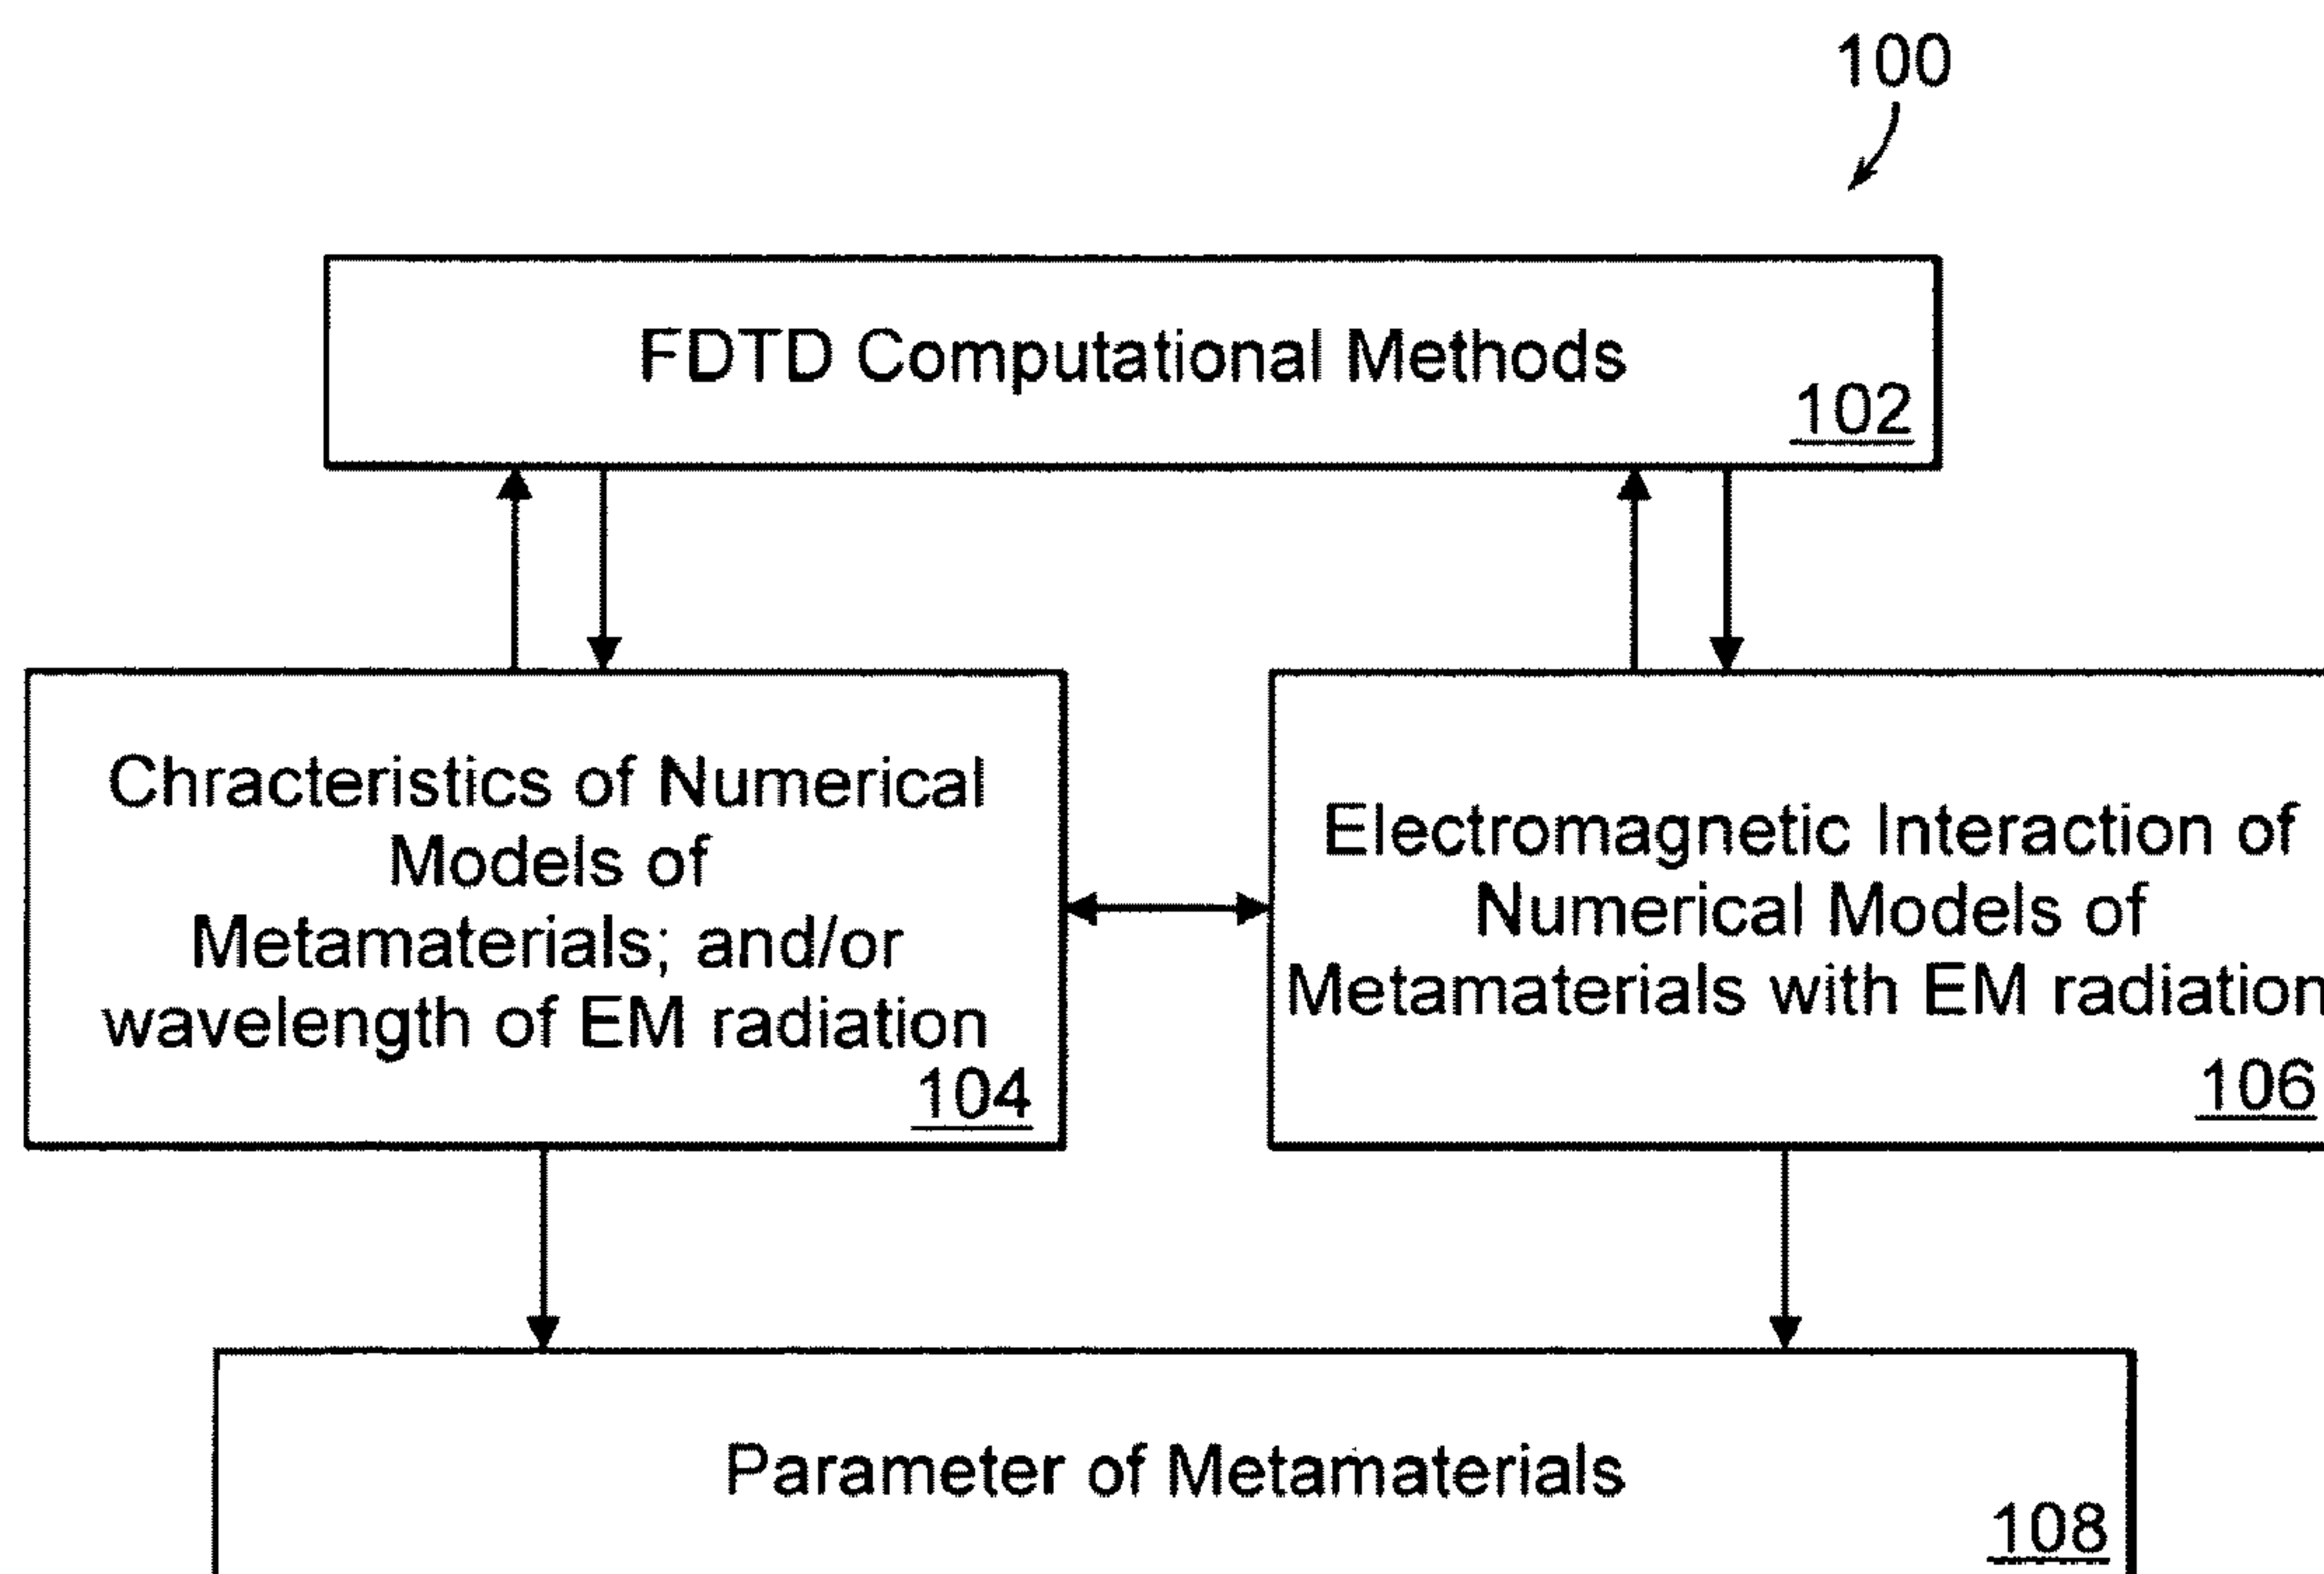 100
FDTD Computational Methods
102
Chracteristics of Numerical
Models of
Metamaterials; and/or
wavelength of EM radiation
104
Electromagnetic Interaction of
Numerical Models of
Metamaterials with EM radiation
106
Parameter of Metamaterials
108